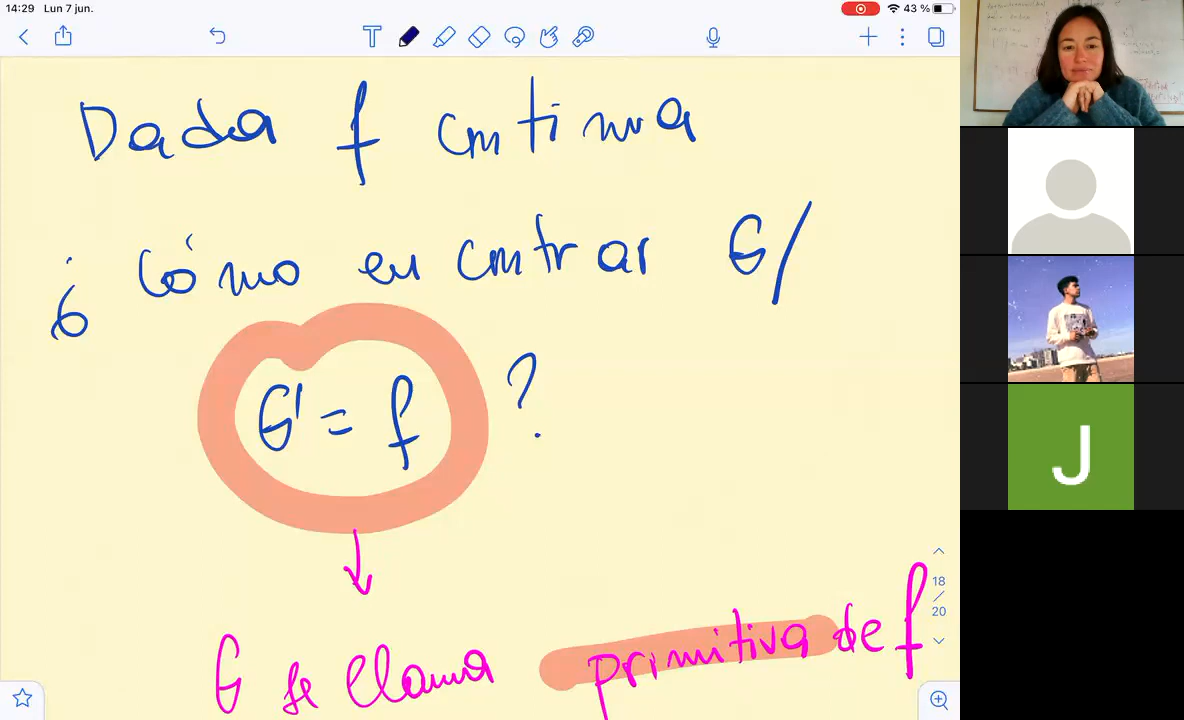 14:29 Lun 7 jun.
43 %
T
Dada f continua
¿ Cómo encontrar G/
G' = f ?
18
/
20
G se llama primitiva de f
J